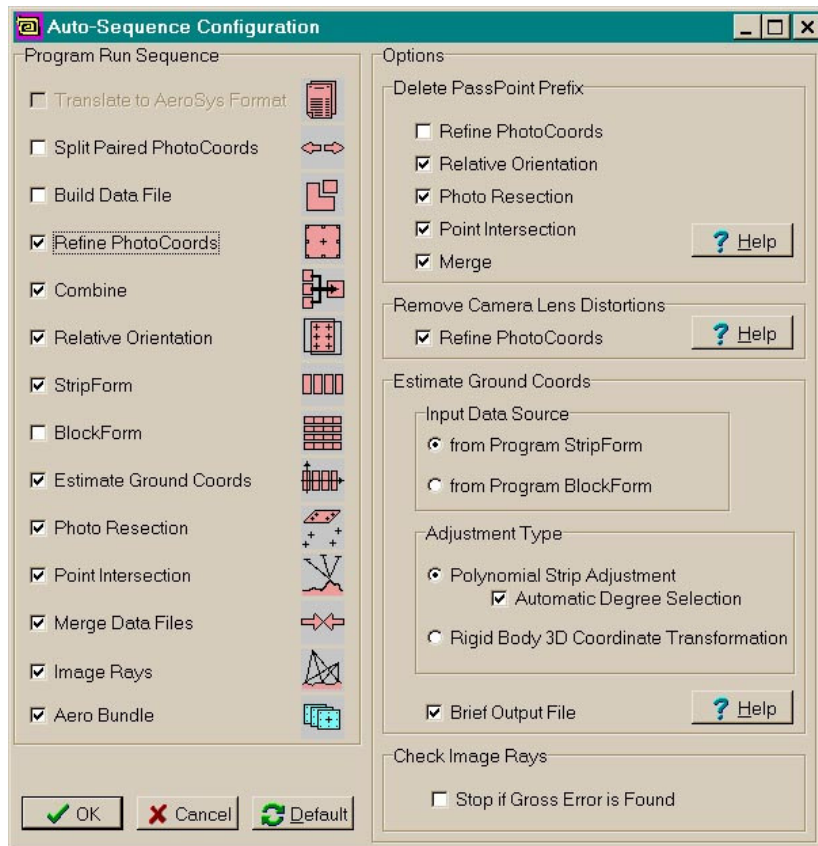 Auto-Sequence Configuration
Program Run Sequence
Translate to AeroSys Format
Split Paired PhotoCoords
Build Data File
Refine PhotoCoords
Combine
Relative Orientation
StripForm
BlockForm
Estimate Ground Coords
Photo Resection
Point Intersection
Merge Data Files
Image Rays
Aero Bundle
OK
Cancel
Default
Options
Delete PassPoint Prefix
Refine PhotoCoords
Relative Orientation
Photo Resection
Point Intersection
Merge
? Help
Remove Camera Lens Distortions
Refine PhotoCoords
? Help
Estimate Ground Coords
Input Data Source
from Program StripForm
from Program BlockForm
Adjustment Type
Polynomial Strip Adjustment
Automatic Degree Selection
Rigid Body 3D Coordinate Transformation
Brief Output File
? Help
Check Image Rays
Stop if Gross Error is Found